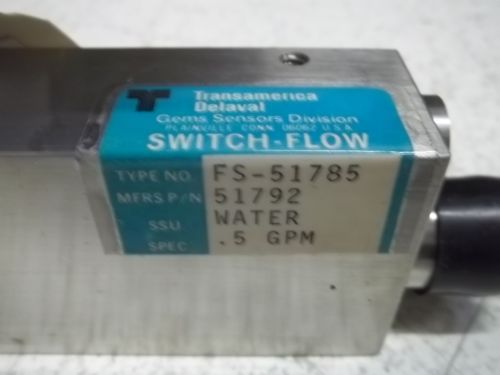 Transamerica
Delaval
Gems Sensors Division
PLAINVILLE CONN. 06062 U.S.A.
SWITCH-FLOW
TYPE NO. FS-51785
MFRS P/N 51792
SSU WATER
SPEC .5 GPM